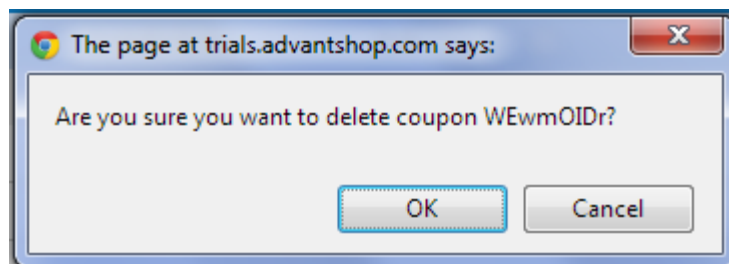 The page at trials.advantshop.com says:
Are you sure you want to delete coupon WEwmOIDr?
OK
Cancel